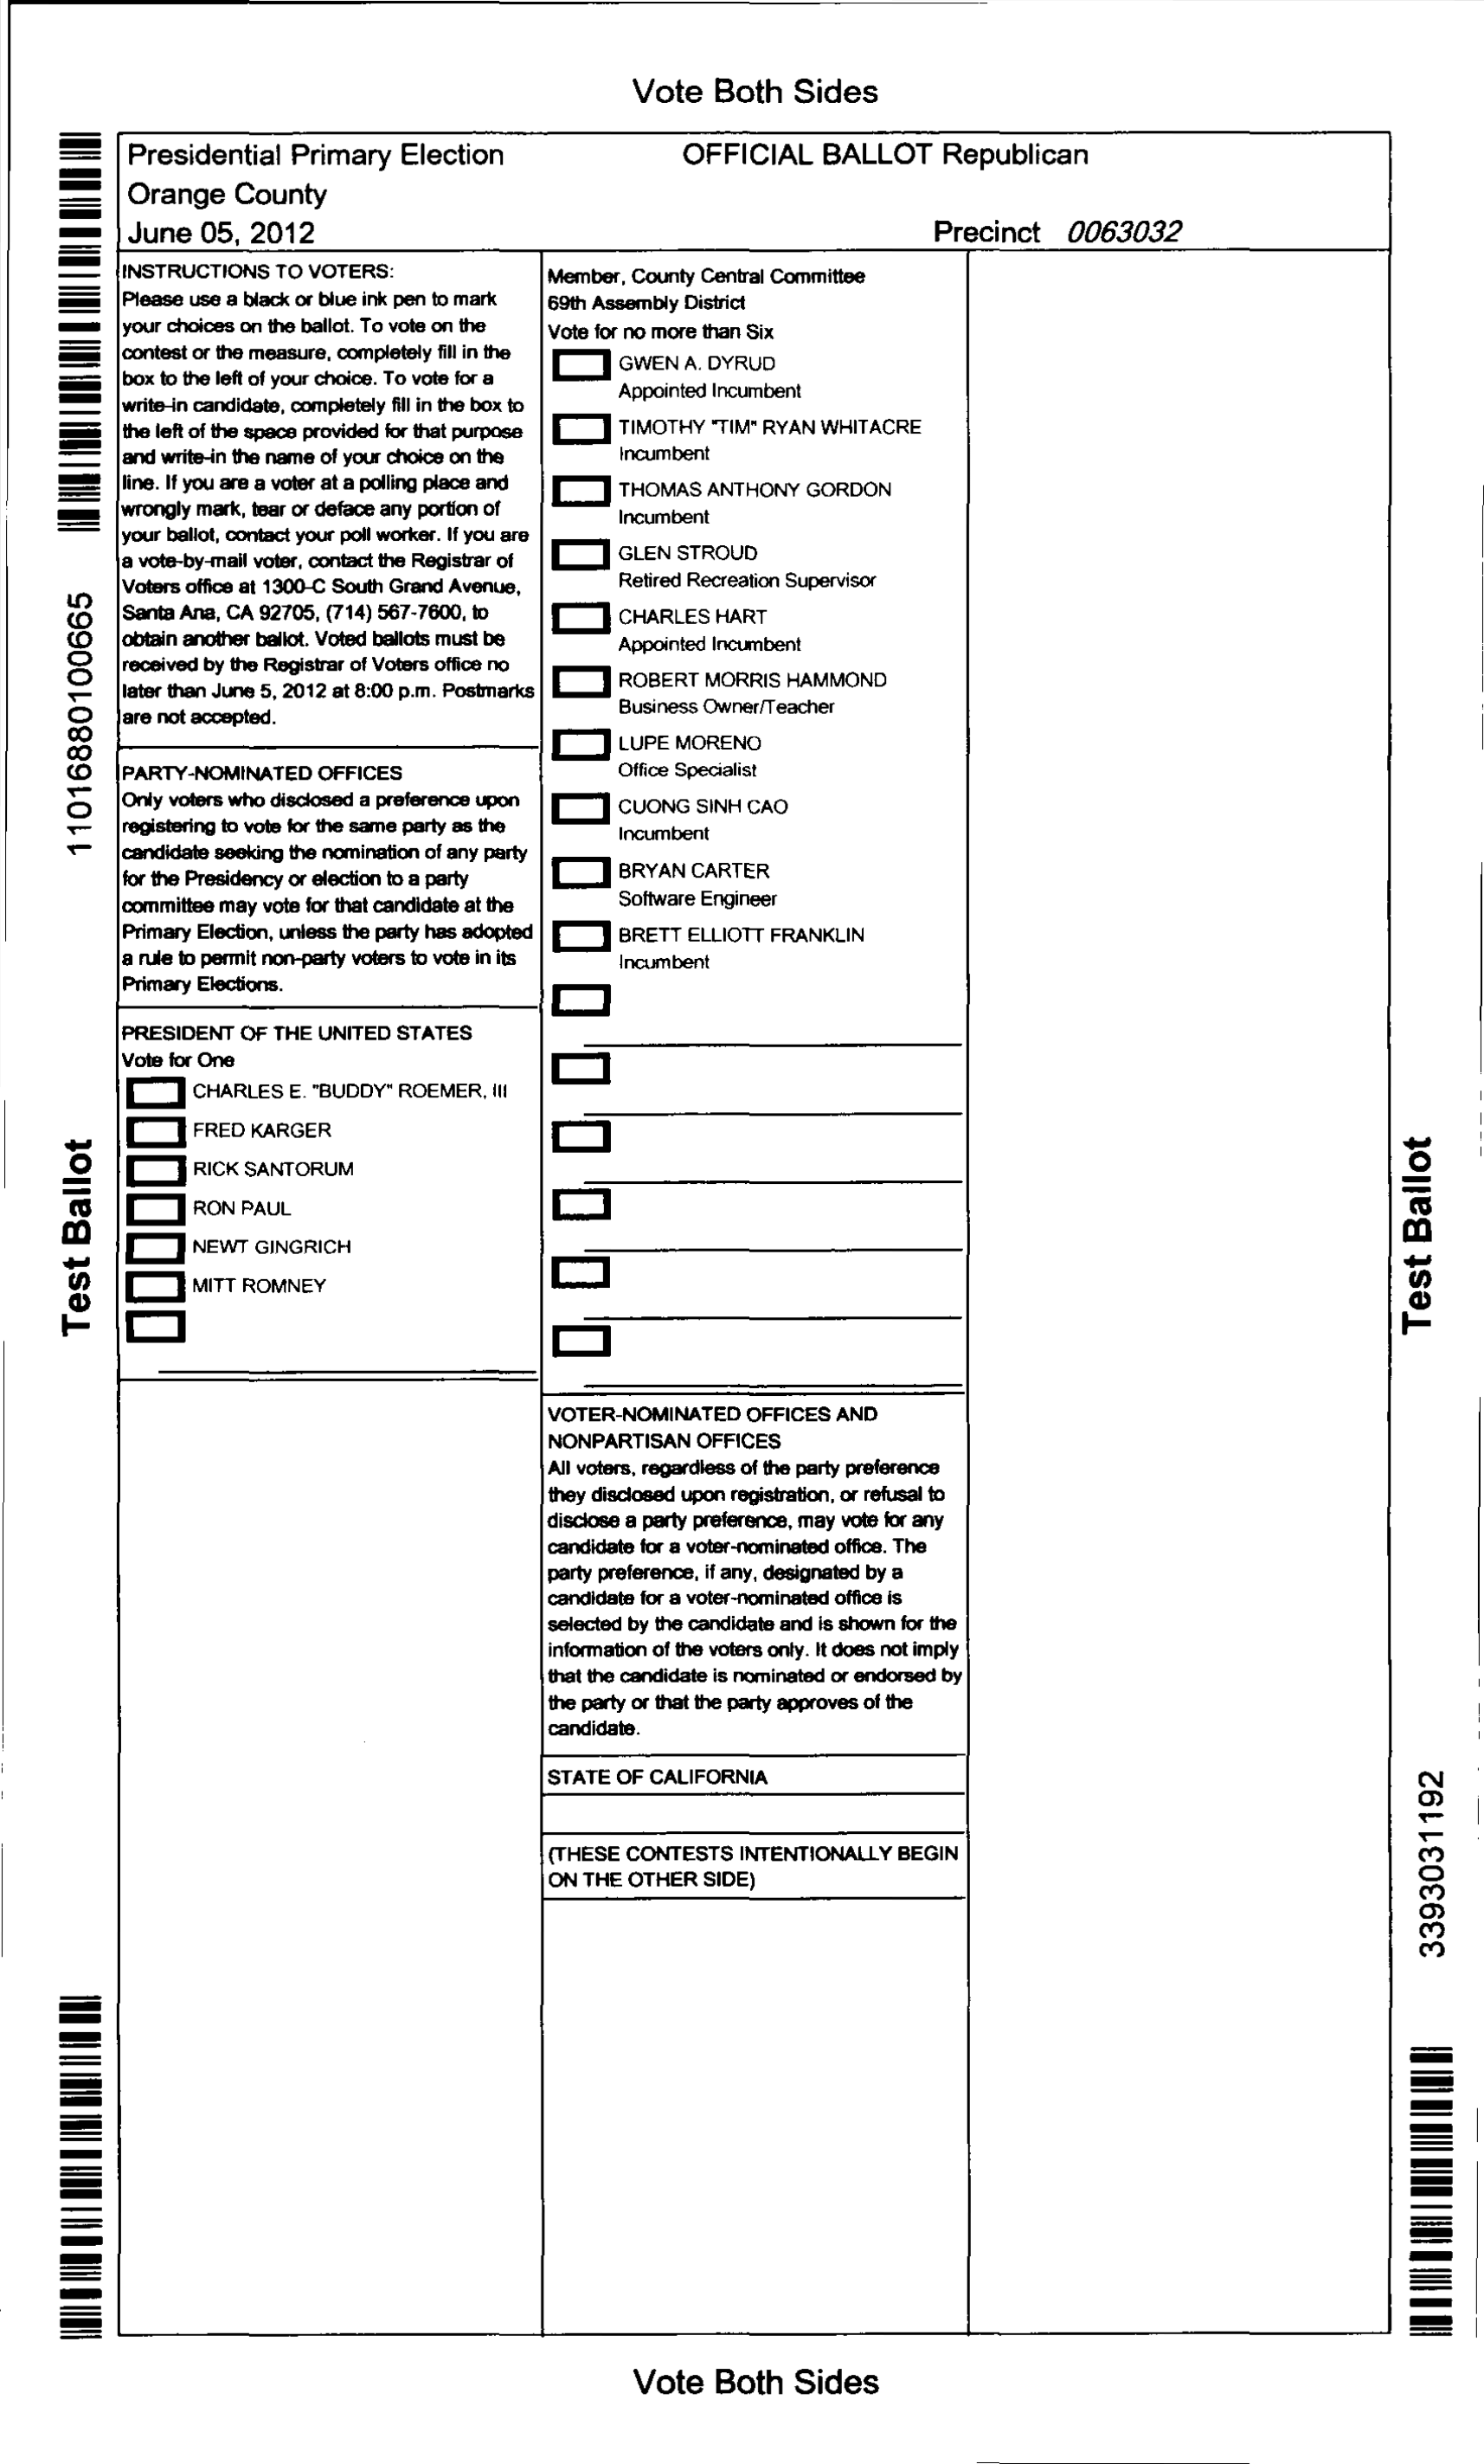 Vote Both Sides
Presidential Primary Election
OFFICIAL BALLOT Republican
Orange County
June 05, 2012
Precinct 0063032
INSTRUCTIONS TO VOTERS:
Please use a black or blue ink pen to mark
your choices on the ballot. To vote on the
contest or the measure, completely fill in the
box to the left of your choice. To vote for a
write-in candidate, completely fill in the box to
the left of the space provided for that purpose
and write-in the name of your choice on the
line. If you are a voter at a polling place and
wrongly mark, tear or deface any portion of
your ballot, contact your poll worker. If you are
a vote-by-mail voter, contact the Registrar of
Voters office at 1300-C South Grand Avenue,
Santa Ana, CA 92705, (714) 567-7600, to
obtain another ballot. Voted ballots must be
received by the Registrar of Voters office no
later than June 5, 2012 at 8:00 p.m. Postmarks
are not accepted.
PARTY-NOMINATED OFFICES
Only voters who disclosed a preference upon
registering to vote for the same party as the
candidate seeking the nomination of any party
for the Presidency or election to a party
committee may vote for that candidate at the
Primary Election, unless the party has adopted
a rule to permit non-party voters to vote in its
Primary Elections.
PRESIDENT OF THE UNITED STATES
Vote for One
CHARLES E. "BUDDY" ROEMER, III
FRED KARGER
RICK SANTORUM
RON PAUL
NEWT GINGRICH
MITT ROMNEY
Member, County Central Committee
69th Assembly District
Vote for no more than Six
GWEN A. DYRUD
Appointed Incumbent
TIMOTHY "TIM" RYAN WHITACRE
Incumbent
THOMAS ANTHONY GORDON
Incumbent
GLEN STROUD
Retired Recreation Supervisor
CHARLES HART
Appointed Incumbent
ROBERT MORRIS HAMMOND
Business Owner/Teacher
LUPE MORENO
Office Specialist
CUONG SINH CAO
Incumbent
BRYAN CARTER
Software Engineer
BRETT ELLIOTT FRANKLIN
Incumbent
VOTER-NOMINATED OFFICES AND
NONPARTISAN OFFICES
All voters, regardless of the party preference
they disclosed upon registration, or refusal to
disclose a party preference, may vote for any
candidate for a voter-nominated office. The
party preference, if any, designated by a
candidate for a voter-nominated office is
selected by the candidate and is shown for the
information of the voters only. It does not imply
that the candidate is nominated or endorsed by
the party or that the party approves of the
candidate.
STATE OF CALIFORNIA
(THESE CONTESTS INTENTIONALLY BEGIN
ON THE OTHER SIDE)
11016880100665
Test Ballot
Test Ballot
3393031192
Vote Both Sides